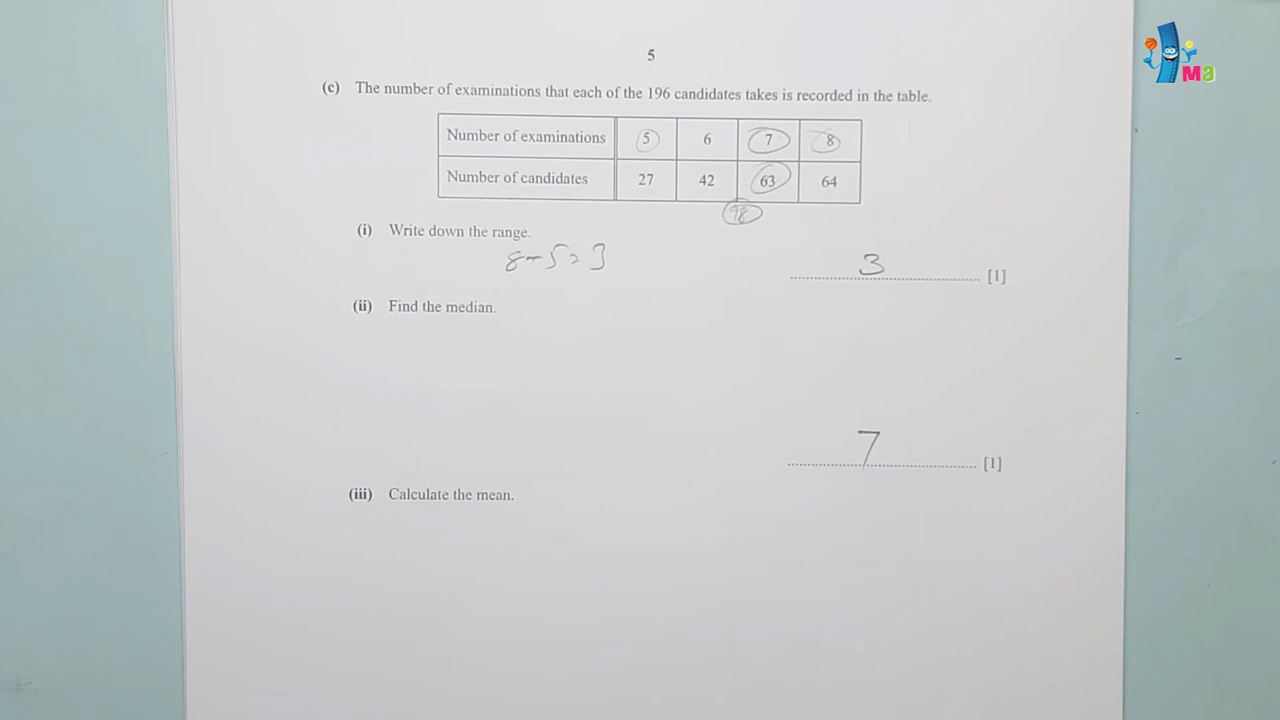 5
Ma
(c) The number of examinations that each of the 196 candidates takes is recorded in the table.
Number of examinations 5 6 7 8
Number of candidates 27 42 63 64
98
(i) Write down the range.
8-5=3
3 [1]
(ii) Find the median.
7 [1]
(iii) Calculate the mean.